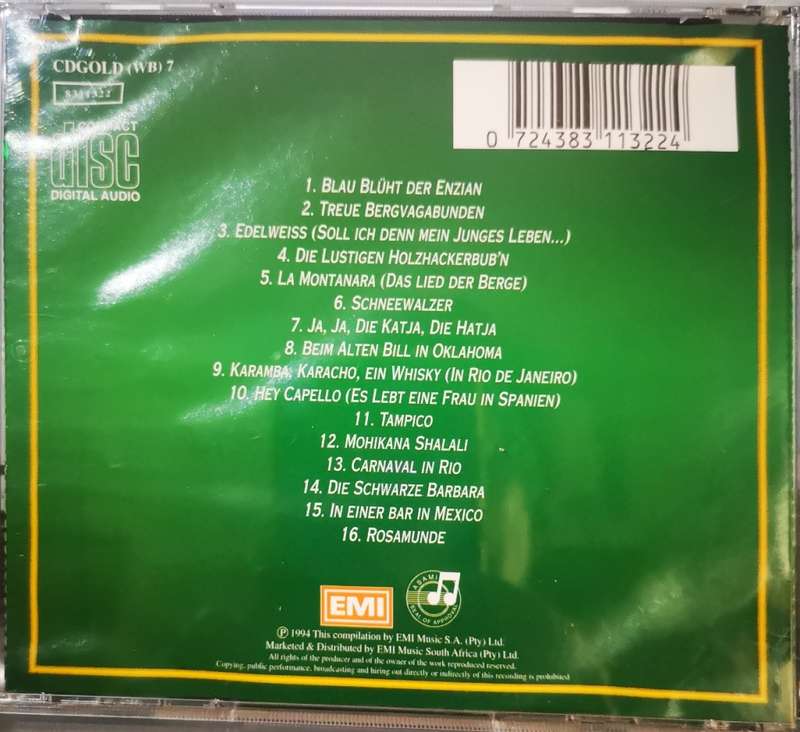 CDGOLD (WB) 7
8311322
COMPACT
disc
DIGITAL AUDIO
0 724383 113224
1. BLAU BLÜHT DER ENZIAN
2. TREUE BERGVAGABUNDEN
3. EDELWEISS (SOLL ICH DENN MEIN JUNGES LEBEN...)
4. DIE LUSTIGEN HOLZHACKERBUB'N
5. LA MONTANARA (DAS LIED DER BERGE)
6. SCHNEEWALZER
7. JA, JA, DIE KATJA, DIE HATJA
8. BEIM ALTEN BILL IN OKLAHOMA
9. KARAMBA, KARACHO, EIN WHISKY (IN RIO DE JANEIRO)
10. HEY CAPELLO (ES LEBT EINE FRAU IN SPANIEN)
11. TAMPICO
12. MOHIKANA SHALALI
13. CARNAVAL IN RIO
14. DIE SCHWARZE BARBARA
15. IN EINER BAR IN MEXICO
16. ROSAMUNDE
EMI
ASAMI
SEAL OF APPROVAL
℗ 1994 This compilation by EMI Music S.A. (Pty) Ltd.
Marketed & Distributed by EMI Music South Africa (Pty) Ltd.
All rights of the producer and of the owner of the work reproduced reserved.
Copying, public performance, broadcasting and hiring out directly or indirectly of this recording is prohibited